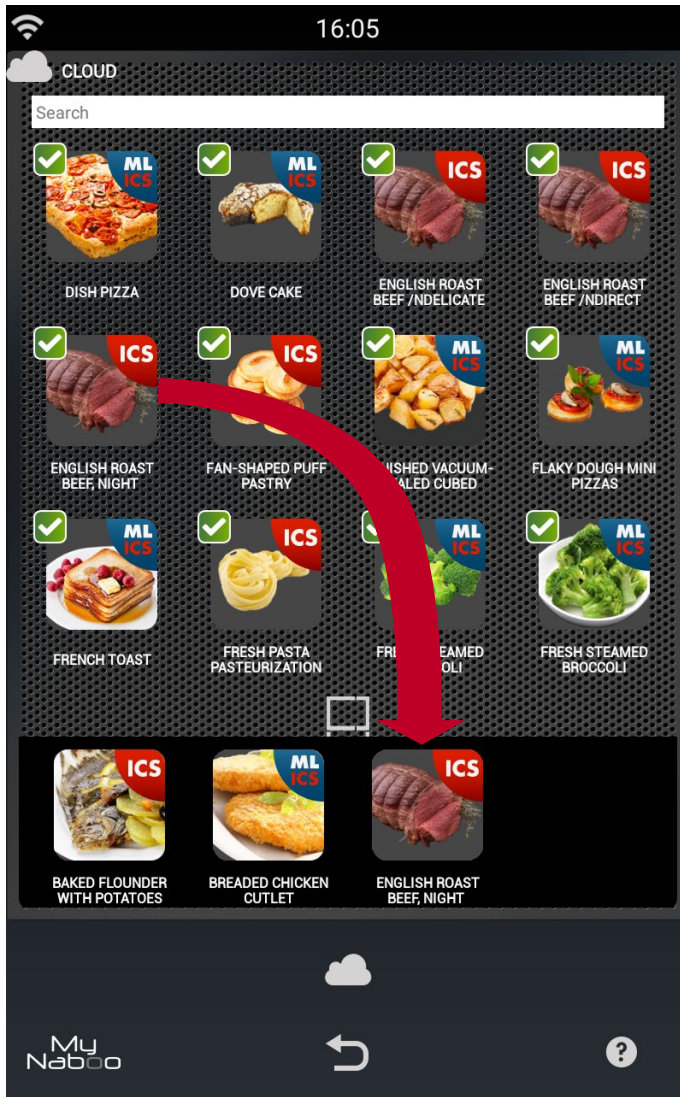 16:05
CLOUD
Search
ML
ICS
ML
ICS
ICS
ICS
DISH PIZZA
DOVE CAKE
ENGLISH ROAST
BEEF /NDELICATE
ENGLISH ROAST
BEEF /NDIRECT
ICS
ICS
ML
ICS
ML
ICS
ENGLISH ROAST
BEEF, NIGHT
FAN-SHAPED PUFF
PASTRY
VACUUM-
CUBED
FLAKY DOUGH MINI
PIZZAS
ML
ICS
ICS
ML
ICS
ML
ICS
FRENCH TOAST
FRESH PASTA
PASTEURIZATION
FRESH STEAMED
BROCCOLI
ICS
ML
ICS
ICS
BAKED FLOUNDER
WITH POTATOES
BREADED CHICKEN
CUTLET
ENGLISH ROAST
BEEF, NIGHT
My
Naboo
?